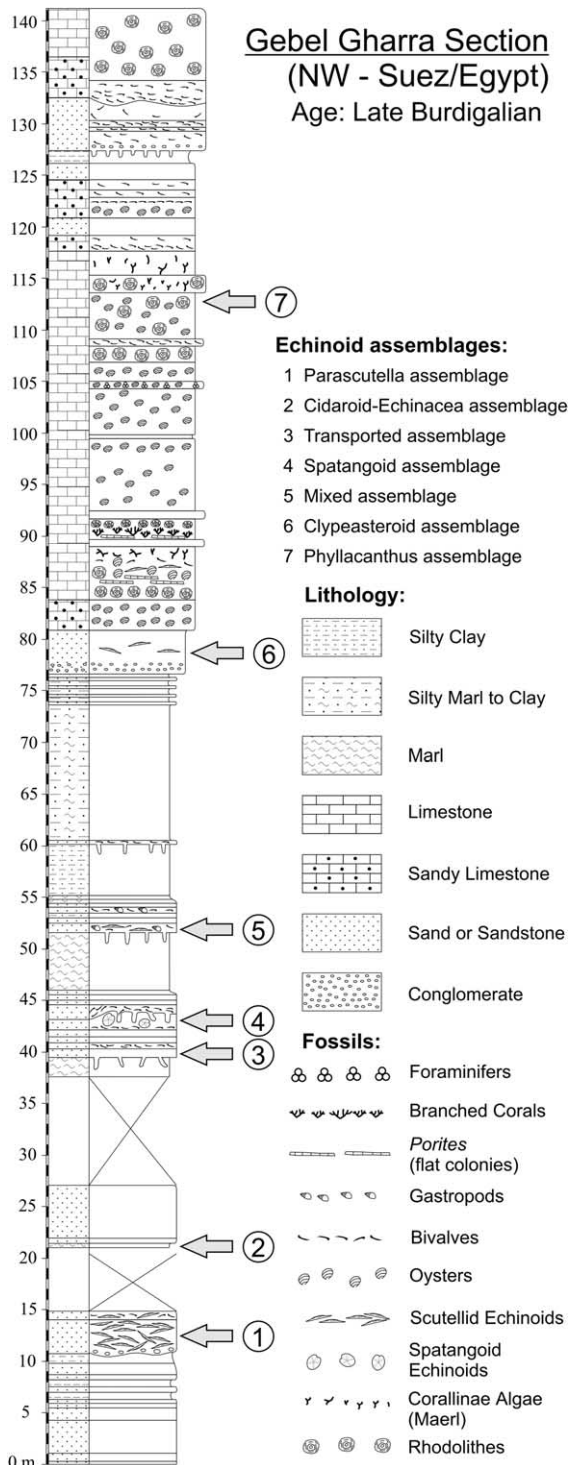 Gebel Gharra Section
(NW - Suez/Egypt)
Age: Late Burdigalian
140
135
130
125
120
115
110
105
100
95
90
85
80
75
70
65
60
55
50
45
40
35
30
25
20
15
10
5
0 m
7
6
5
4
3
2
1
Echinoid assemblages:
1 Parascutella assemblage
2 Cidaroid-Echinacea assemblage
3 Transported assemblage
4 Spatangoid assemblage
5 Mixed assemblage
6 Clypeasteroid assemblage
7 Phyllacanthus assemblage
Lithology:
Silty Clay
Silty Marl to Clay
Marl
Limestone
Sandy Limestone
Sand or Sandstone
Conglomerate
Fossils:
Foraminifers
Branched Corals
Porites
(flat colonies)
Gastropods
Bivalves
Oysters
Scutellid Echinoids
Spatangoid
Echinoids
Corallinae Algae
(Maerl)
Rhodolithes